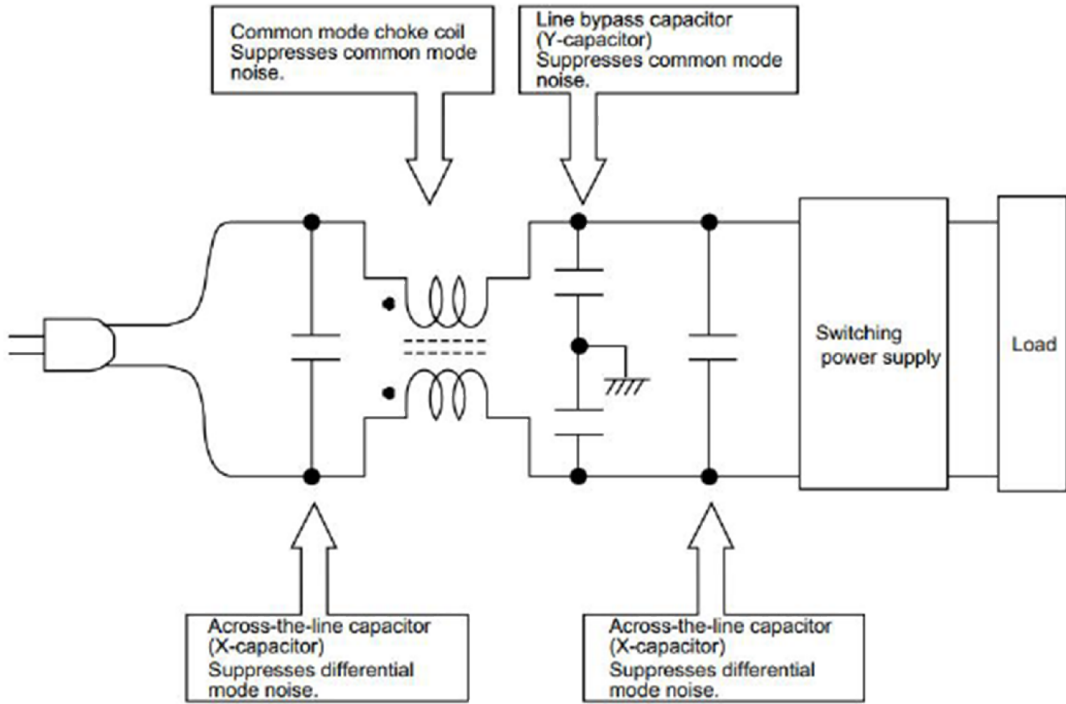 Common mode choke coil
Suppresses common mode
noise.
Line bypass capacitor
(Y-capacitor)
Suppresses common mode
noise.
Switching
power supply
Load
Across-the-line capacitor
(X-capacitor)
Suppresses differential
mode noise.
Across-the-line capacitor
(X-capacitor)
Suppresses differential
mode noise.